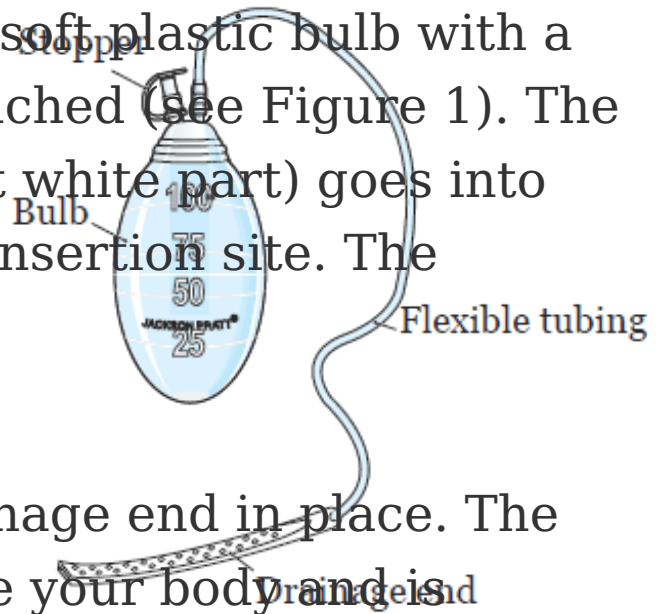 soft plastic bulb with a
Stopper
ched (see Figure 1). The
100
white part) goes into
Bulb
75
nsertion site. The
50
JACKSON PRATT®
Flexible tubing
25
nage end in place. The
e your body and is
Drainage end